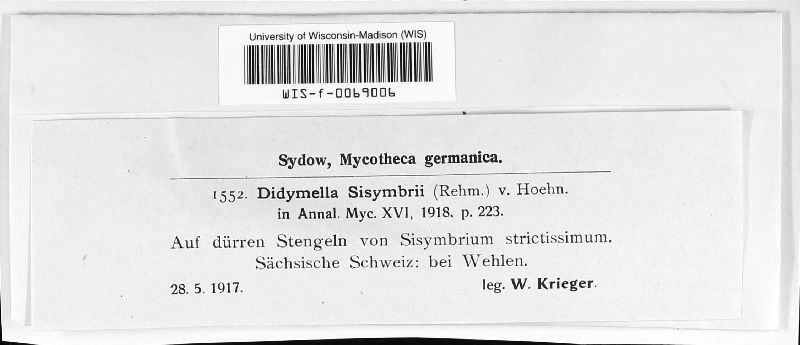 University of Wisconsin-Madison (WIS)
WIS-f-0069006
Sydow, Mycotheca germanica.
1552. Didymella Sisymbrii (Rehm.) v. Hoehn.
in Annal. Myc. XVI, 1918. p. 223.
Auf dürren Stengeln von Sisymbrium strictissimum.
Sächsische Schweiz: bei Wehlen.
28. 5. 1917. leg. W. Krieger.